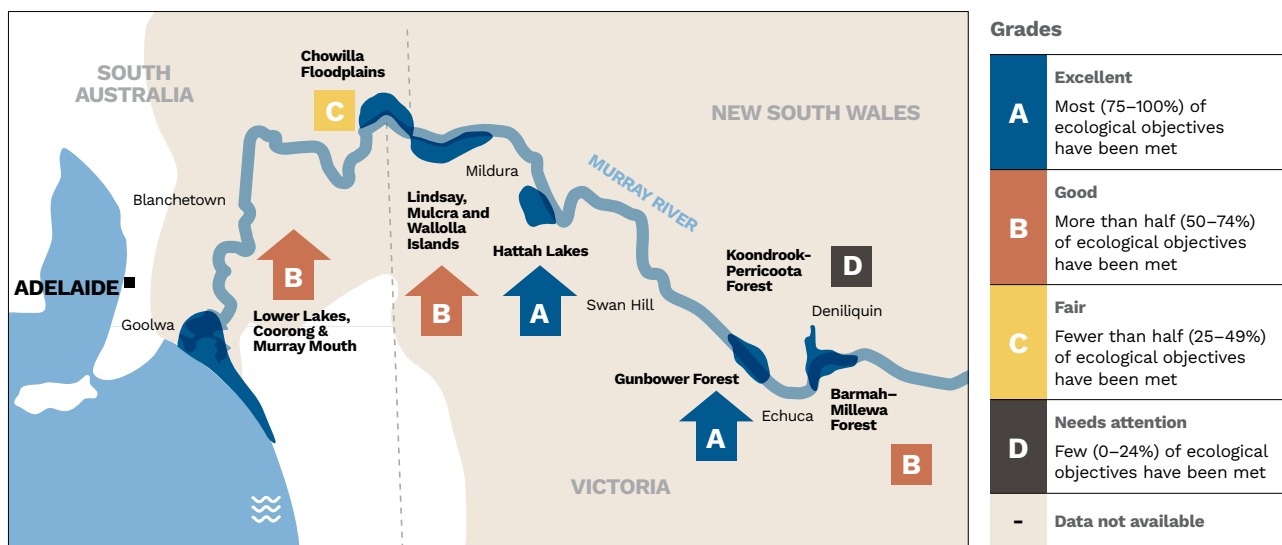 SOUTH
AUSTRALIA
Chowilla
Floodplains
C
NEW SOUTH WALES
MURRAY RIVER
Mildura
Blanchetown
Lindsay,
Mulcra and
Wallolla
Islands
B
Hattah Lakes
A
ADELAIDE
Goolwa
B
Lower Lakes,
Coorong &
Murray Mouth
Swan Hill
Koondrook-
Perricoota
Forest
D
Deniliquin
Gunbower Forest
A
Echuca
Barmah–
Millewa
Forest
B
VICTORIA
Grades
A
Excellent
Most (75–100%) of
ecological objectives
have been met
B
Good
More than half (50–74%)
of ecological objectives
have been met
C
Fair
Fewer than half (25–49%)
of ecological objectives
have been met
D
Needs attention
Few (0–24%) of ecological
objectives have been met
-
Data not available